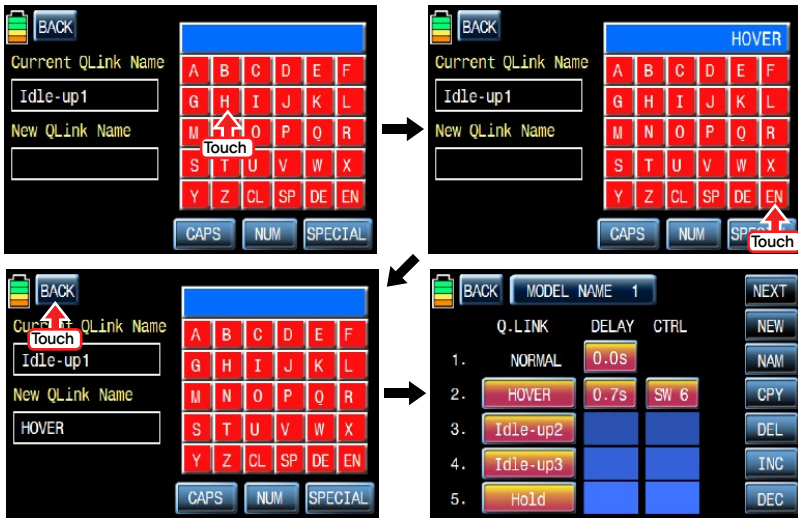 BACK
Current QLink Name
Idle-up1
New QLink Name
A B C D E F
G H I J K L
M O P Q R
Touch
S T U V W X
Y Z CL SP DE EN
CAPS NUM SPECIAL
BACK
HOVER
Current QLink Name
Idle-up1
New QLink Name
A B C D E F
G H I J K L
M N O P Q R
S T U V W X
Y Z CL SP DE EN
CAPS NUM
Touch
BACK
Touch
QLink Name
Idle-up1
New QLink Name
HOVER
A B C D E F
G H I J K L
M N O P Q R
S T U V W X
Y Z CL SP DE EN
CAPS NUM SPECIAL
BACK MODEL NAME 1 NEXT
Q.LINK DELAY CTRL NEW
1. NORMAL 0.0s NAM
2. HOVER 0.7s SW 6 CPY
3. Idle-up2 DEL
4. Idle-up3 INC
5. Hold DEC